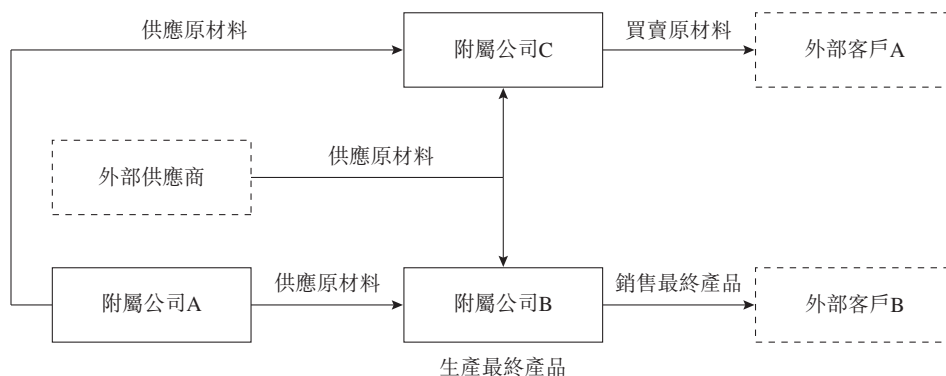 供應原材料
買賣原材料
附屬公司C
外部客戶A
供應原材料
外部供應商
供應原材料
銷售最終產品
附屬公司A
附屬公司B
外部客戶B
生產最終產品